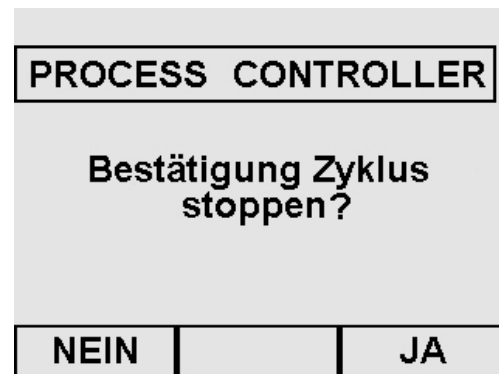 PROCESS CONTROLLER
Bestätigung Zyklus
stoppen?
NEIN
JA